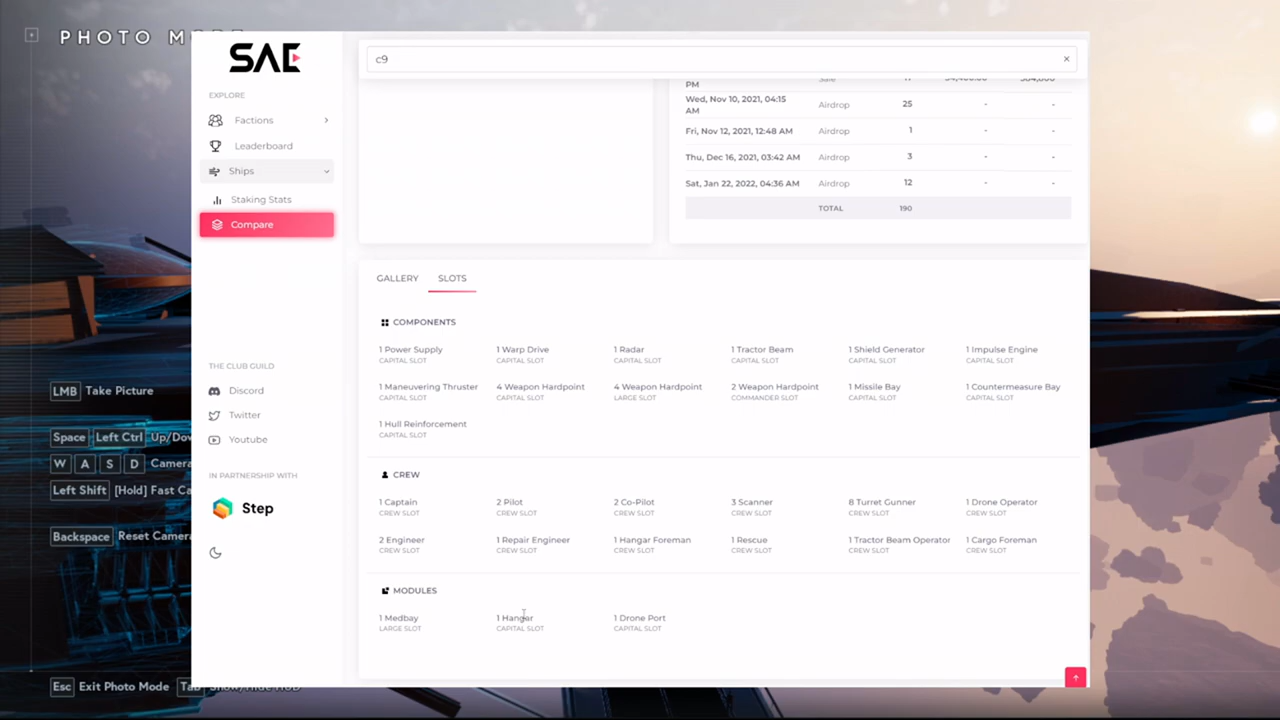 PHOTO M
SAE
c9
EXPLORE
Factions
Leaderboard
Ships
Staking Stats
Compare
THE CLUB GUILD
Discord
Twitter
Youtube
IN PARTNERSHIP WITH
Step
LMB Take Picture
Space Left Ctrl Up/Dow
W A S D Camera
Left Shift [Hold] Fast Ca
Backspace Reset Camera
Esc Exit Photo Mode Tab Show/Hide HUD
PM
Wed, Nov 10, 2021, 04:15 AM Airdrop 25 - -
Fri, Nov 12, 2021, 12:48 AM Airdrop 1 - -
Thu, Dec 16, 2021, 03:42 AM Airdrop 3 - -
Sat, Jan 22, 2022, 04:36 AM Airdrop 12 - -
TOTAL 190
GALLERY SLOTS
COMPONENTS
1 Power Supply 1 Warp Drive 1 Radar 1 Tractor Beam 1 Shield Generator 1 Impulse Engine
CAPITAL SLOT CAPITAL SLOT CAPITAL SLOT CAPITAL SLOT CAPITAL SLOT CAPITAL SLOT
1 Maneuvering Thruster 4 Weapon Hardpoint 4 Weapon Hardpoint 2 Weapon Hardpoint 1 Missile Bay 1 Countermeasure Bay
CAPITAL SLOT CAPITAL SLOT LARGE SLOT COMMANDER SLOT CAPITAL SLOT CAPITAL SLOT
1 Hull Reinforcement
CAPITAL SLOT
CREW
1 Captain 2 Pilot 2 Co-Pilot 3 Scanner 8 Turret Gunner 1 Drone Operator
CREW SLOT CREW SLOT CREW SLOT CREW SLOT CREW SLOT CREW SLOT
2 Engineer 1 Repair Engineer 1 Hangar Foreman 1 Rescue 1 Tractor Beam Operator 1 Cargo Foreman
CREW SLOT CREW SLOT CREW SLOT CREW SLOT CREW SLOT CREW SLOT
MODULES
1 Medbay 1 Hangar 1 Drone Port
LARGE SLOT CAPITAL SLOT CAPITAL SLOT